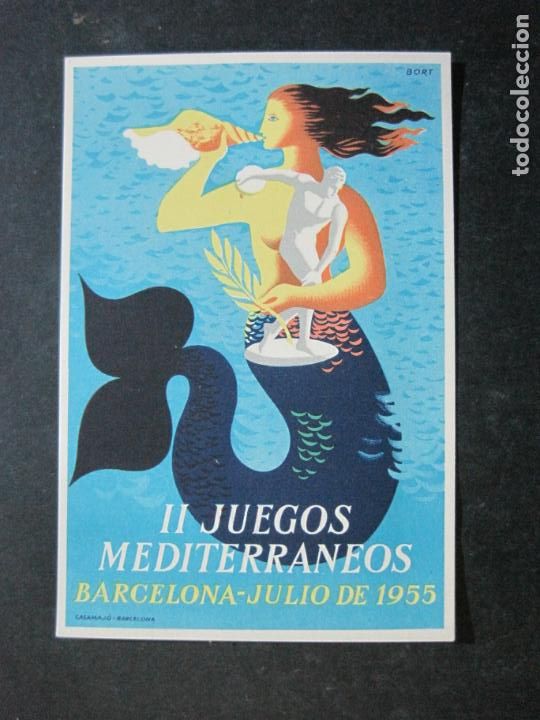 BORT
II JUEGOS
MEDITERRANEOS
BARCELONA-JULIO DE 1955
CASAMAJÓ - BARCELONA
todocoleccion